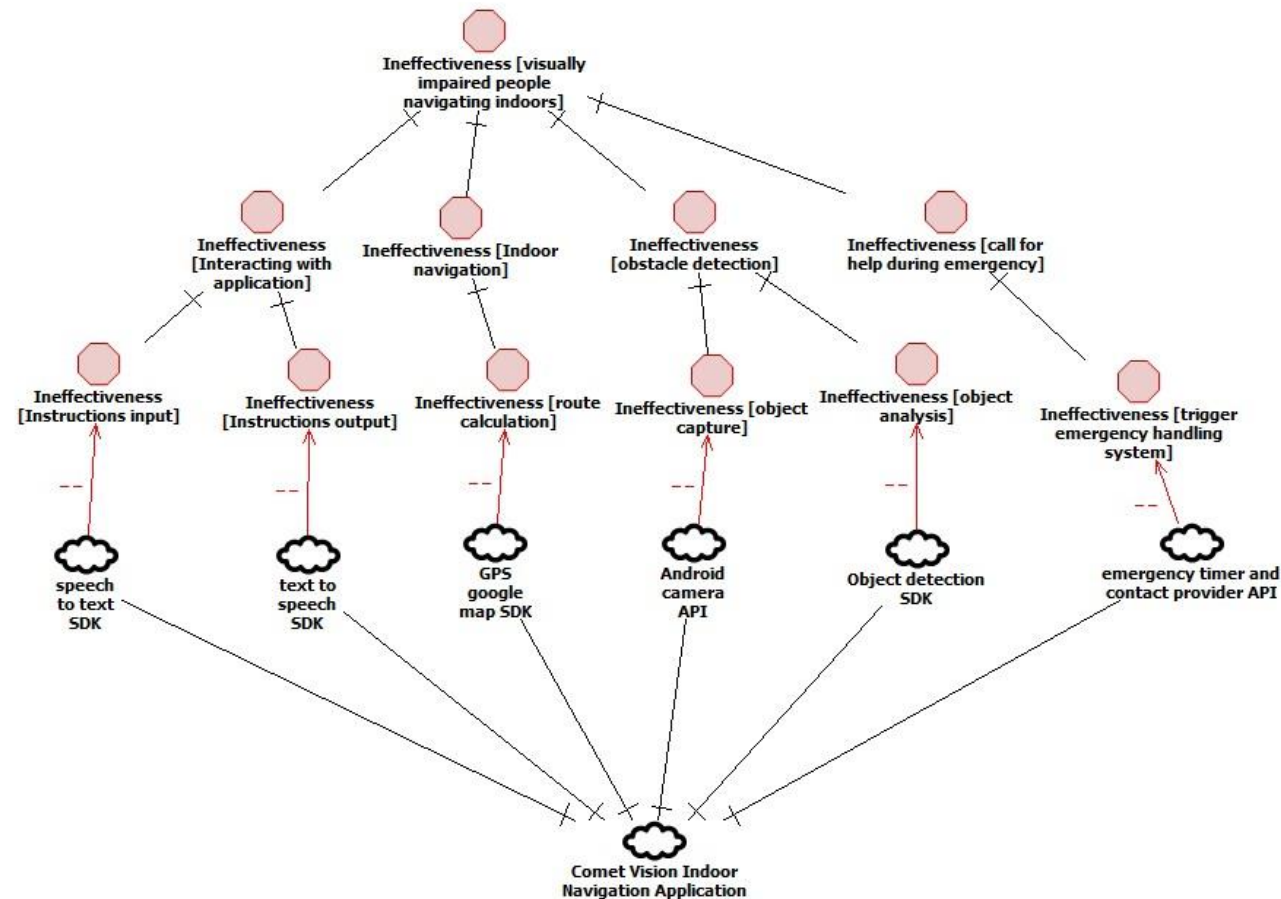 Ineffectiveness [visually
impaired people
navigating indoors]
Ineffectiveness
[Interacting with
application]
Ineffectiveness [Indoor
navigation]
Ineffectiveness
[obstacle detection]
Ineffectiveness [call for
help during emergency]
Ineffectiveness
[Instructions input]
Ineffectiveness
[Instructions output]
Ineffectiveness [route
calculation]
Ineffectiveness [object
capture]
Ineffectiveness [object
analysis]
Ineffectiveness [trigger
emergency handling
system]
-- -- -- -- -- --
speech
to text
SDK
text to
speech
SDK
GPS
google
map SDK
Android
camera
API
Object detection
SDK
emergency timer and
contact provider API
Comet Vision Indoor
Navigation Application